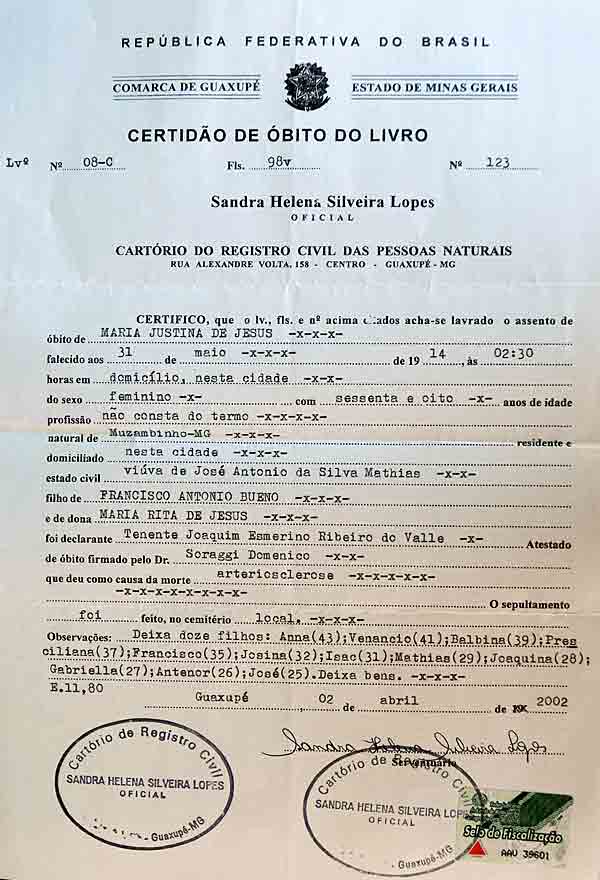 REPÚBLICA FEDERATIVA DO BRASIL
COMARCA DE GUAXUPÉ ESTADO DE MINAS GERAIS
CERTIDÃO DE ÓBITO DO LIVRO
Lvº Nº 08-C Fls. 98v Nº 123
Sandra Helena Silveira Lopes
OFICIAL
CARTÓRIO DO REGISTRO CIVIL DAS PESSOAS NATURAIS
RUA ALEXANDRE VOLTA, 158 - CENTRO - GUAXUPÉ - MG
CERTIFICO, que o lv., fls. e nº acima citados acha-se lavrado o assento de
óbito de MARIA JUSTINA DE JESUS -x-x-x-
falecido aos 31 de maio -x-x-x- de 19 14, às 02:30
horas em domicílio, nesta cidade -x-x-
do sexo feminino -x- com sessenta e oito -x- anos de idade
profissão não consta do termo -x-x-x-x-
natural de Muzambinho-MG -x-x-x- residente e
domiciliado nesta cidade -x-x-x-
estado civil viúva de José Antonio da Silva Mathias -x-x-
filho de FRANCISCO ANTONIO BUENO -x-x-x-
e de dona MARIA RITA DE JESUS -x-x-x-
foi declarante Tenente Joaquim Esmerino Ribeiro do Valle -x- Atestado
de óbito firmado pelo Dr. Soraggi Domenico -x-x-
que deu como causa da morte arteriosclerose -x-x-x-x-
-x-x-x-x-x-x-x-x- O sepultamento
foi feito, no cemitério local. -x-x-x-
Observações: Deixa doze filhos: Anna(43);Venancio(41);Balbina(39);Fres
ciliana(37);Francisco(35);Josina(32);Isac(31);Mathias(29);Joaquina(28);
Gabriella(27);Antenor(26);José(25).Deixa bens. -x-x-x-
E.11,80
Guaxupé, 02 de abril de 2002
Sandra Helena Silveira Lopes
Cartório de Registro Civil
SANDRA HELENA SILVEIRA LOPES
OFICIAL
Guaxupé-MG
Cartório de Registro Civil
SANDRA HELENA SILVEIRA LOPES
OFICIAL
Guaxupé-MG
Selo de Fiscalização
AAU 39601